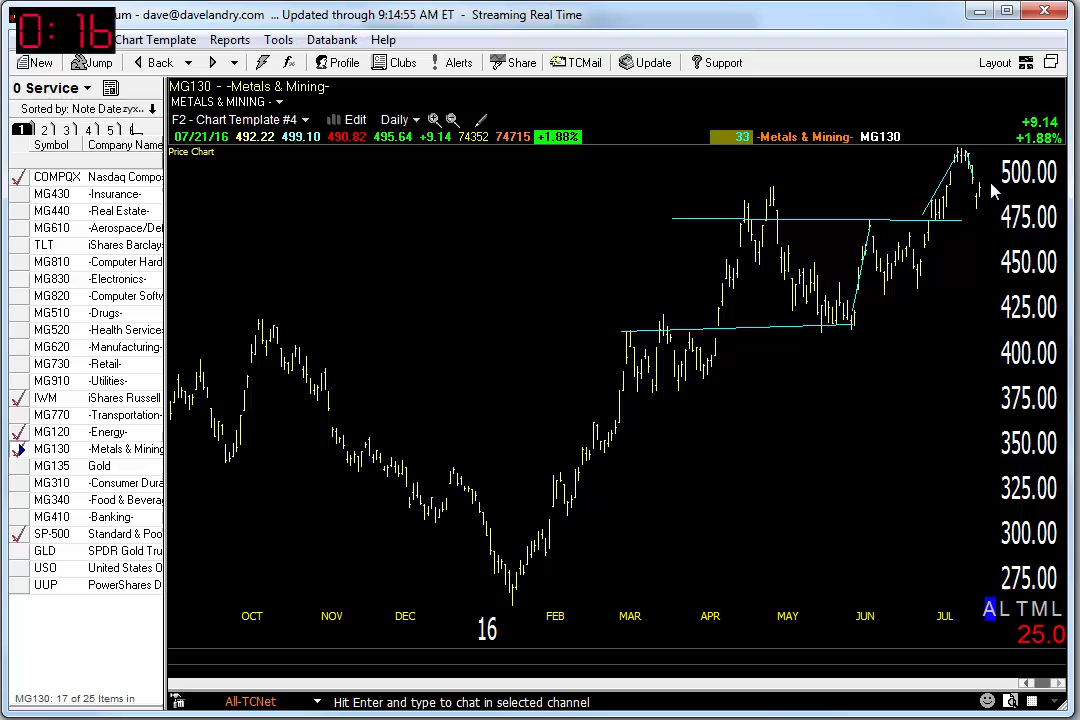 0:16
um - dave@davelandry.com ... Updated through 9:14:55 AM ET - Streaming Real Time
Chart Template Reports Tools Databank Help
New Jump Back Profile Clubs Alerts Share TCMail Update Support Layout
0 Service
Sorted by: Note Date
1 2 3 4 5
Symbol Company Name
COMPQX Nasdaq Compo
MG430 -Insurance-
MG440 -Real Estate-
MG610 -Aerospace/De
TLT iShares Barclay
MG810 -Computer Hard
MG830 -Electronics-
MG820 -Computer Softw
MG510 -Drugs-
MG520 -Health Service
MG620 -Manufacturing-
MG730 -Retail-
MG910 -Utilities-
IWM iShares Russell
MG770 -Transportation-
MG120 -Energy-
MG130 -Metals & Mining
MG135 Gold
MG310 -Consumer Dura
MG340 -Food & Bevera
MG410 -Banking-
SP-500 Standard & Poo
GLD SPDR Gold Tru
USO United States O
UUP PowerShares D
MG130: 17 of 25 Items in
MG130 - -Metals & Mining-
METALS & MINING -
F2 - Chart Template #4 Edit Daily
07/21/16 492.22 499.10 490.82 495.64 +9.14 74352 74715 +1.88% 33 -Metals & Mining- MG130
+9.14
+1.88%
Price Chart
500.00
475.00
450.00
425.00
400.00
375.00
350.00
325.00
300.00
275.00
OCT NOV DEC 16 FEB MAR APR MAY JUN JUL
A L T M L
25.0
All-TCNet Hit Enter and type to chat in selected channel